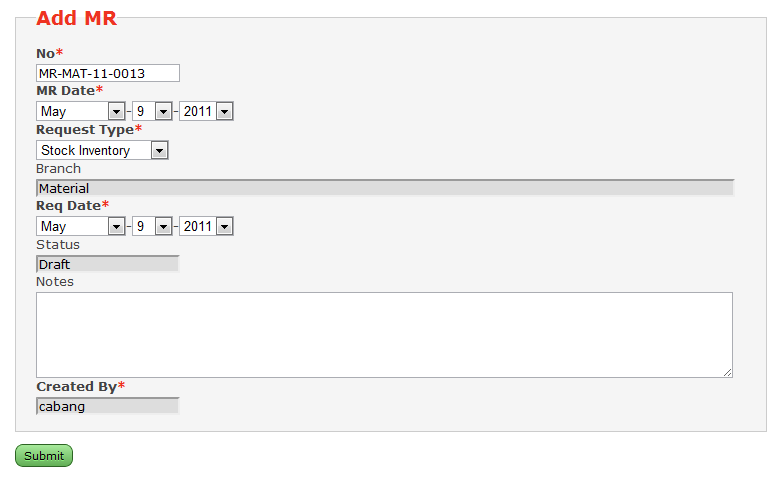 Add MR
No*
MR-MAT-11-0013
MR Date*
May - 9 - 2011
Request Type*
Stock Inventory
Branch
Material
Req Date*
May - 9 - 2011
Status
Draft
Notes
Created By*
cabang
Submit